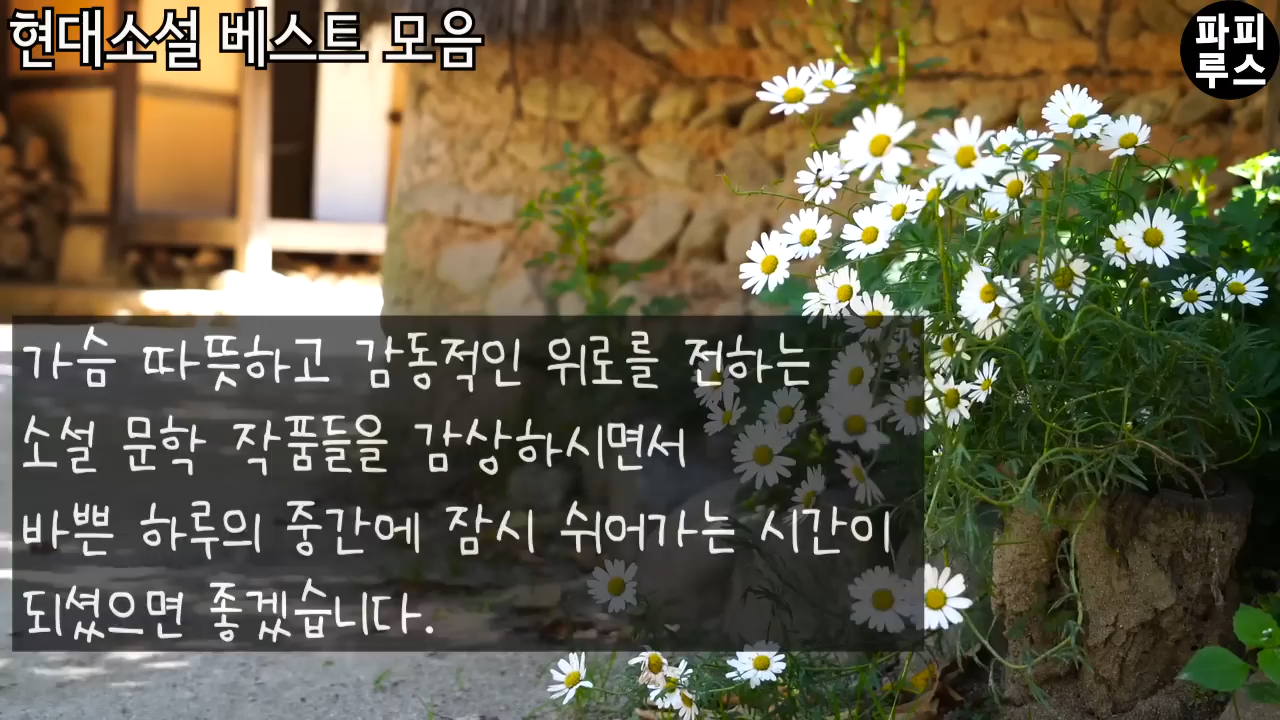 현대소설 베스트 모음
파피
루스
가슴 따뜻하고 감동적인 위로를 전하는
소설 문학 작품들을 감상하시면서
바쁜 하루의 중간에 잠시 쉬어가는 시간이
되셨으면 좋겠습니다.